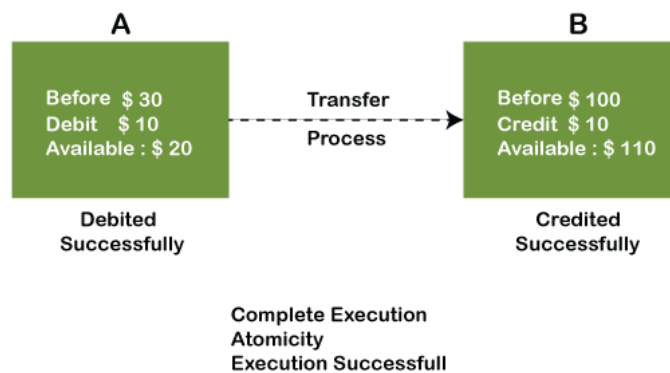 A
B
Before $ 30
Debit $ 10
Available : $ 20
Transfer
Process
Before $ 100
Credit $ 10
Available : $ 110
Debited
Successfully
Credited
Successfully
Complete Execution
Atomicity
Execution Successfull